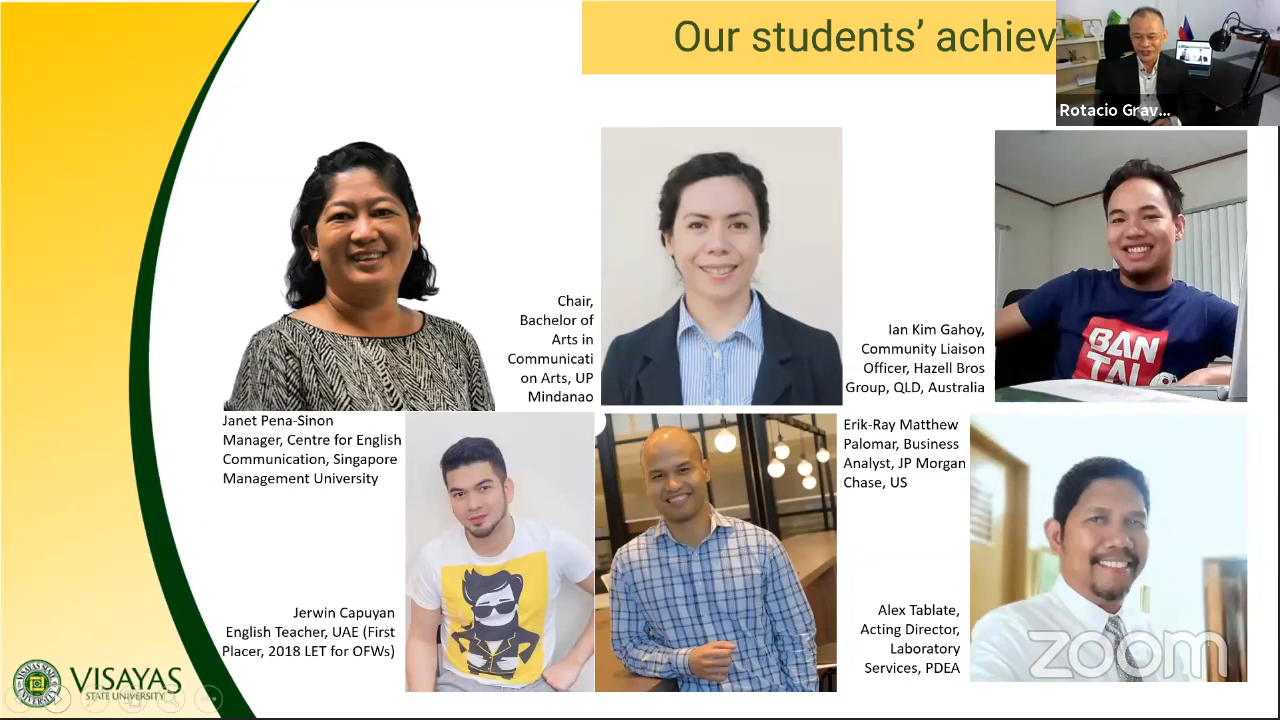 Our students’ achiev
Rotacio Grav...
Chair,
Bachelor of
Arts in
Communicati
on Arts, UP
Mindanao
Ian Kim Gahoy,
Community Liaison
Officer, Hazell Bros
Group, QLD, Australia
BAN
TAL
Janet Pena-Sinon
Manager, Centre for English
Communication, Singapore
Management University
Erik-Ray Matthew
Palomar, Business
Analyst, JP Morgan
Chase, US
Jerwin Capuyan
English Teacher, UAE (First
Placer, 2018 LET for OFWs)
Alex Tablate,
Acting Director,
Laboratory
Services, PDEA
zoom
VISAYAS
STATE UNIVERSITY